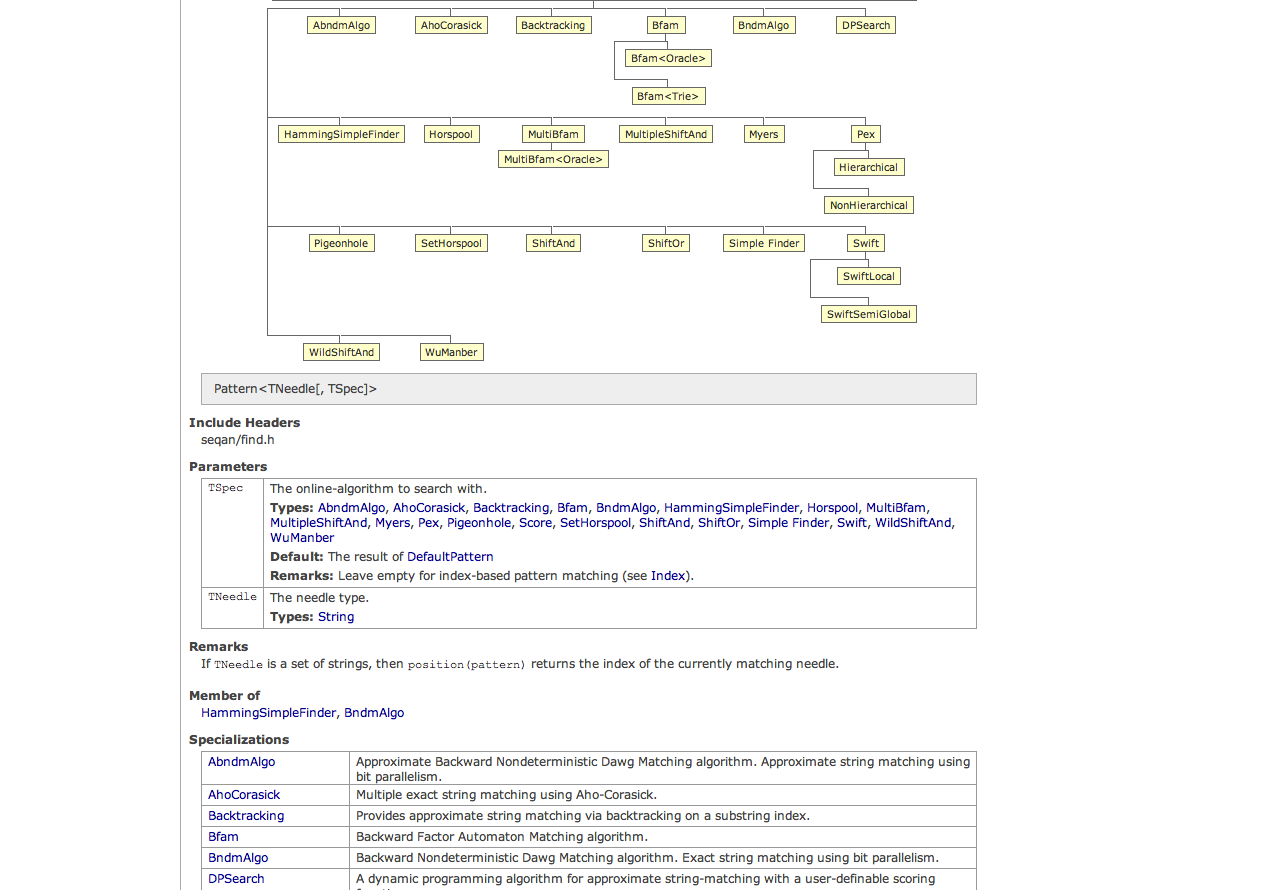 AbndmAlgo AhoCorasick Backtracking Bfam BndmAlgo DPSearch
Bfam<Oracle>
Bfam<Trie>
HammingSimpleFinder Horspool MultiBfam MultipleShiftAnd Myers Pex
MultiBfam<Oracle>
Hierarchical
NonHierarchical
Pigeonhole SetHorspool ShiftAnd ShiftOr Simple Finder Swift
SwiftLocal
SwiftSemiGlobal
WildShiftAnd WuManber
Pattern<TNeedle[, TSpec]>
Include Headers
seqan/find.h
Parameters
TSpec The online-algorithm to search with.
Types: AbndmAlgo, AhoCorasick, Backtracking, Bfam, BndmAlgo, HammingSimpleFinder, Horspool, MultiBfam,
MultipleShiftAnd, Myers, Pex, Pigeonhole, Score, SetHorspool, ShiftAnd, ShiftOr, Simple Finder, Swift, WildShiftAnd,
WuManber
Default: The result of DefaultPattern
Remarks: Leave empty for index-based pattern matching (see Index).
TNeedle The needle type.
Types: String
Remarks
If TNeedle is a set of strings, then position(pattern) returns the index of the currently matching needle.
Member of
HammingSimpleFinder, BndmAlgo
Specializations
AbndmAlgo Approximate Backward Nondeterministic Dawg Matching algorithm. Approximate string matching using
bit parallelism.
AhoCorasick Multiple exact string matching using Aho-Corasick.
Backtracking Provides approximate string matching via backtracking on a substring index.
Bfam Backward Factor Automaton Matching algorithm.
BndmAlgo Backward Nondeterministic Dawg Matching algorithm. Exact string matching using bit parallelism.
DPSearch A dynamic programming algorithm for approximate string-matching with a user-definable scoring